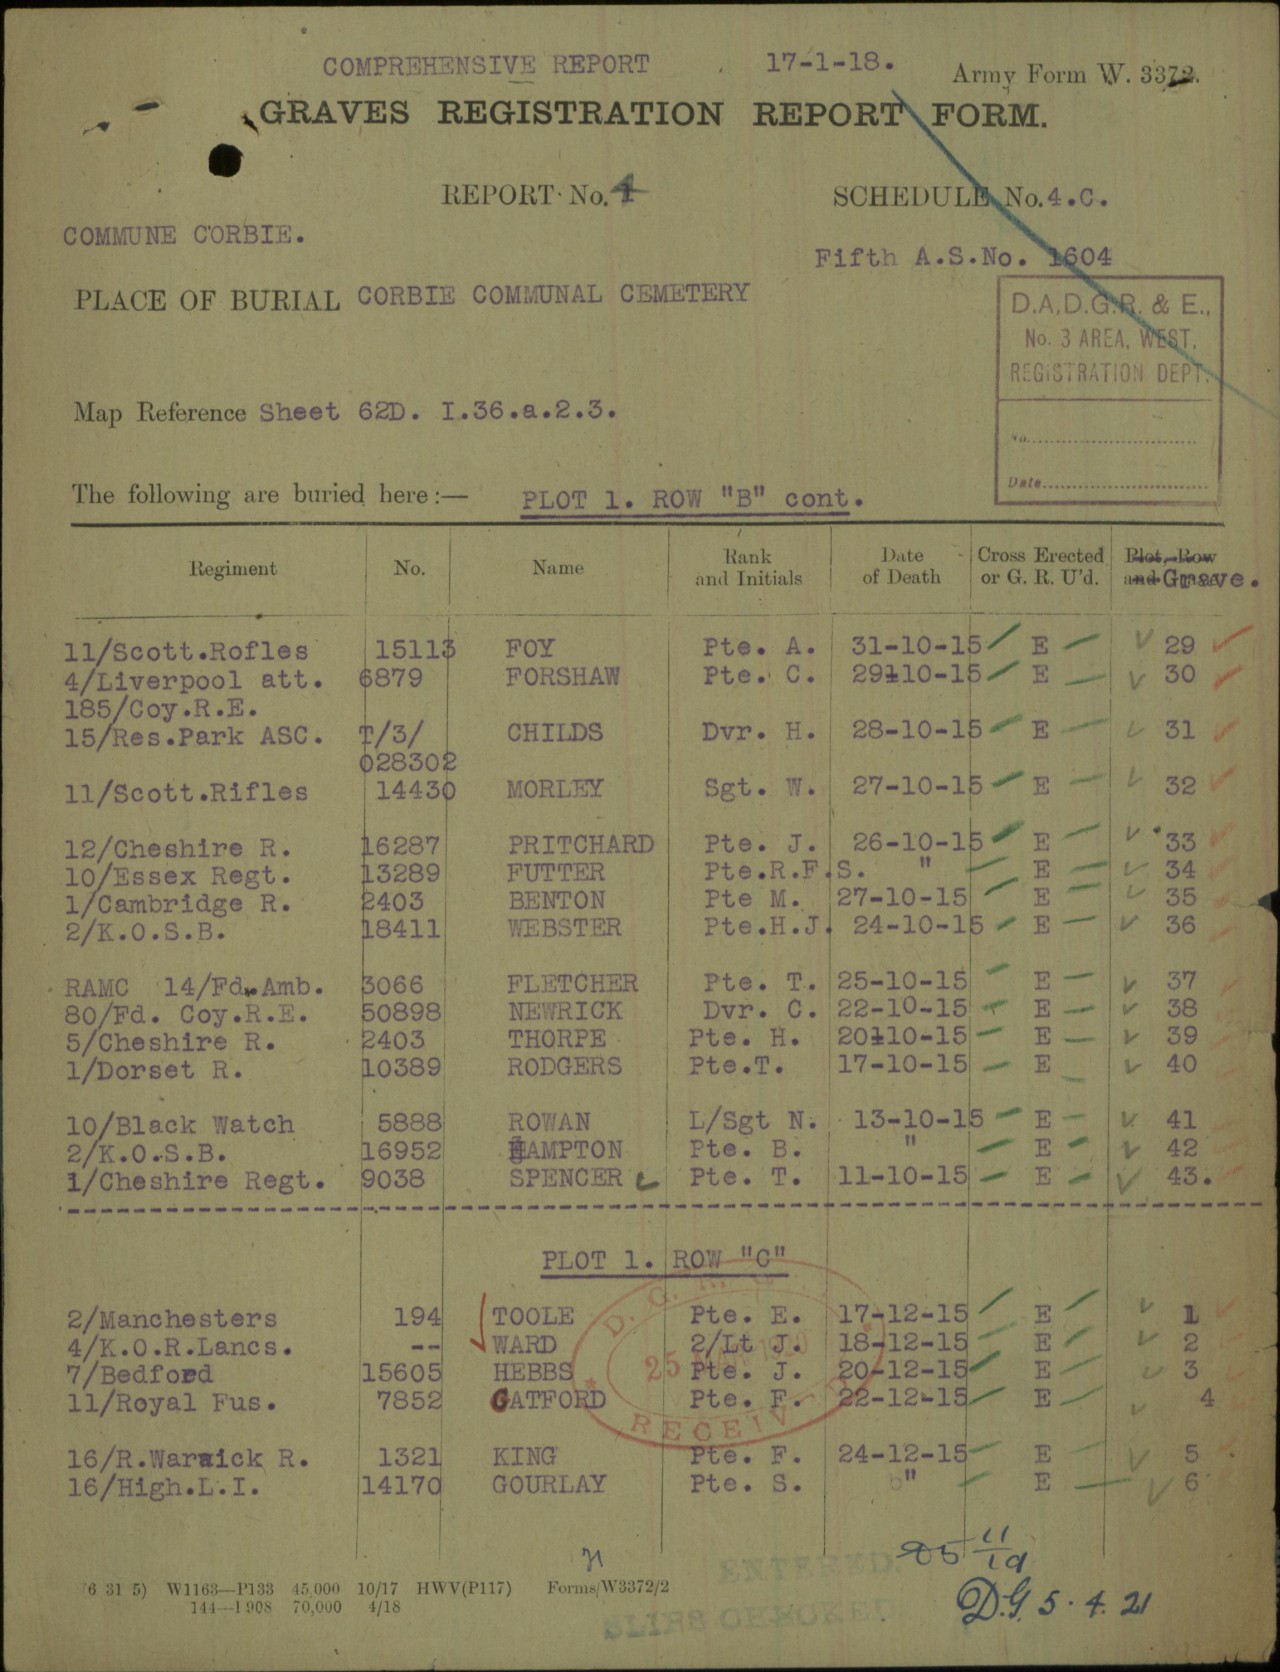 COMPREHENSIVE REPORT 17-1-18. Army Form W. 3372.
GRAVES REGISTRATION REPORT FORM.
REPORT No. 4 SCHEDULE No. 4.C.
COMMUNE CORBIE.
Fifth A.S.No. 1604
PLACE OF BURIAL CORBIE COMMUNAL CEMETERY
D.A.D.G.R. & E.,
No. 3 AREA, WEST.
REGISTRATION DEPT.
Map Reference Sheet 62D. I.36.a.2.3.
No.
Date
The following are buried here :— PLOT 1. ROW "B" cont.
Regiment No. Name Rank and Initials Date of Death Cross Erected or G. R. U'd. Plot, Row and Grave.
11/Scott.Rofles 15113 FOY Pte. A. 31-10-15 E 29
4/Liverpool att. 6879 FORSHAW Pte. C. 29-10-15 E 30
185/Coy.R.E.
15/Res.Park ASC. T/3/ CHILDS Dvr. H. 28-10-15 E 31
028302
11/Scott.Rifles 14430 MORLEY Sgt. W. 27-10-15 E 32
12/Cheshire R. 16287 PRITCHARD Pte. J. 26-10-15 E 33
10/Essex Regt. 13289 FUTTER Pte.R.F.S. " E 34
1/Cambridge R. 2403 BENTON Pte M. 27-10-15 E 35
2/K.O.S.B. 18411 WEBSTER Pte.H.J. 24-10-15 E 36
RAMC 14/Fd.Amb. 3066 FLETCHER Pte. T. 25-10-15 E 37
80/Fd. Coy.R.E. 50898 NEWRICK Dvr. C. 22-10-15 E 38
5/Cheshire R. 2403 THORPE Pte. H. 20-10-15 E 39
1/Dorset R. 10389 RODGERS Pte.T. 17-10-15 E 40
10/Black Watch 5888 ROWAN L/Sgt N. 13-10-15 E 41
2/K.O.S.B. 16952 HAMPTON Pte. B. " E 42
1/Cheshire Regt. 9038 SPENCER Pte. T. 11-10-15 E 43.
PLOT 1. ROW "C"
2/Manchesters 194 TOOLE Pte. E. 17-12-15 E 1
4/K.O.R.Lancs. -- WARD 2/Lt J. 18-12-15 E 2
7/Bedford 15605 HEBBS Pte. J. 20-12-15 E 3
11/Royal Fus. 7852 GATFORD Pte. F. 22-12-15 E 4
RECEIVED
16/R.Warwick R. 1321 KING Pte. F. 24-12-15 E 5
16/High.L.I. 14170 GOURLAY Pte. S. " E 6
ENTERED.
11/19
6 31 5) W1163—P133 45,000 10/17 HWV(P117) Forms/W3372/2
144—1908 70,000 4/18
D.G. 5.4.21
SLIPS CHECKED